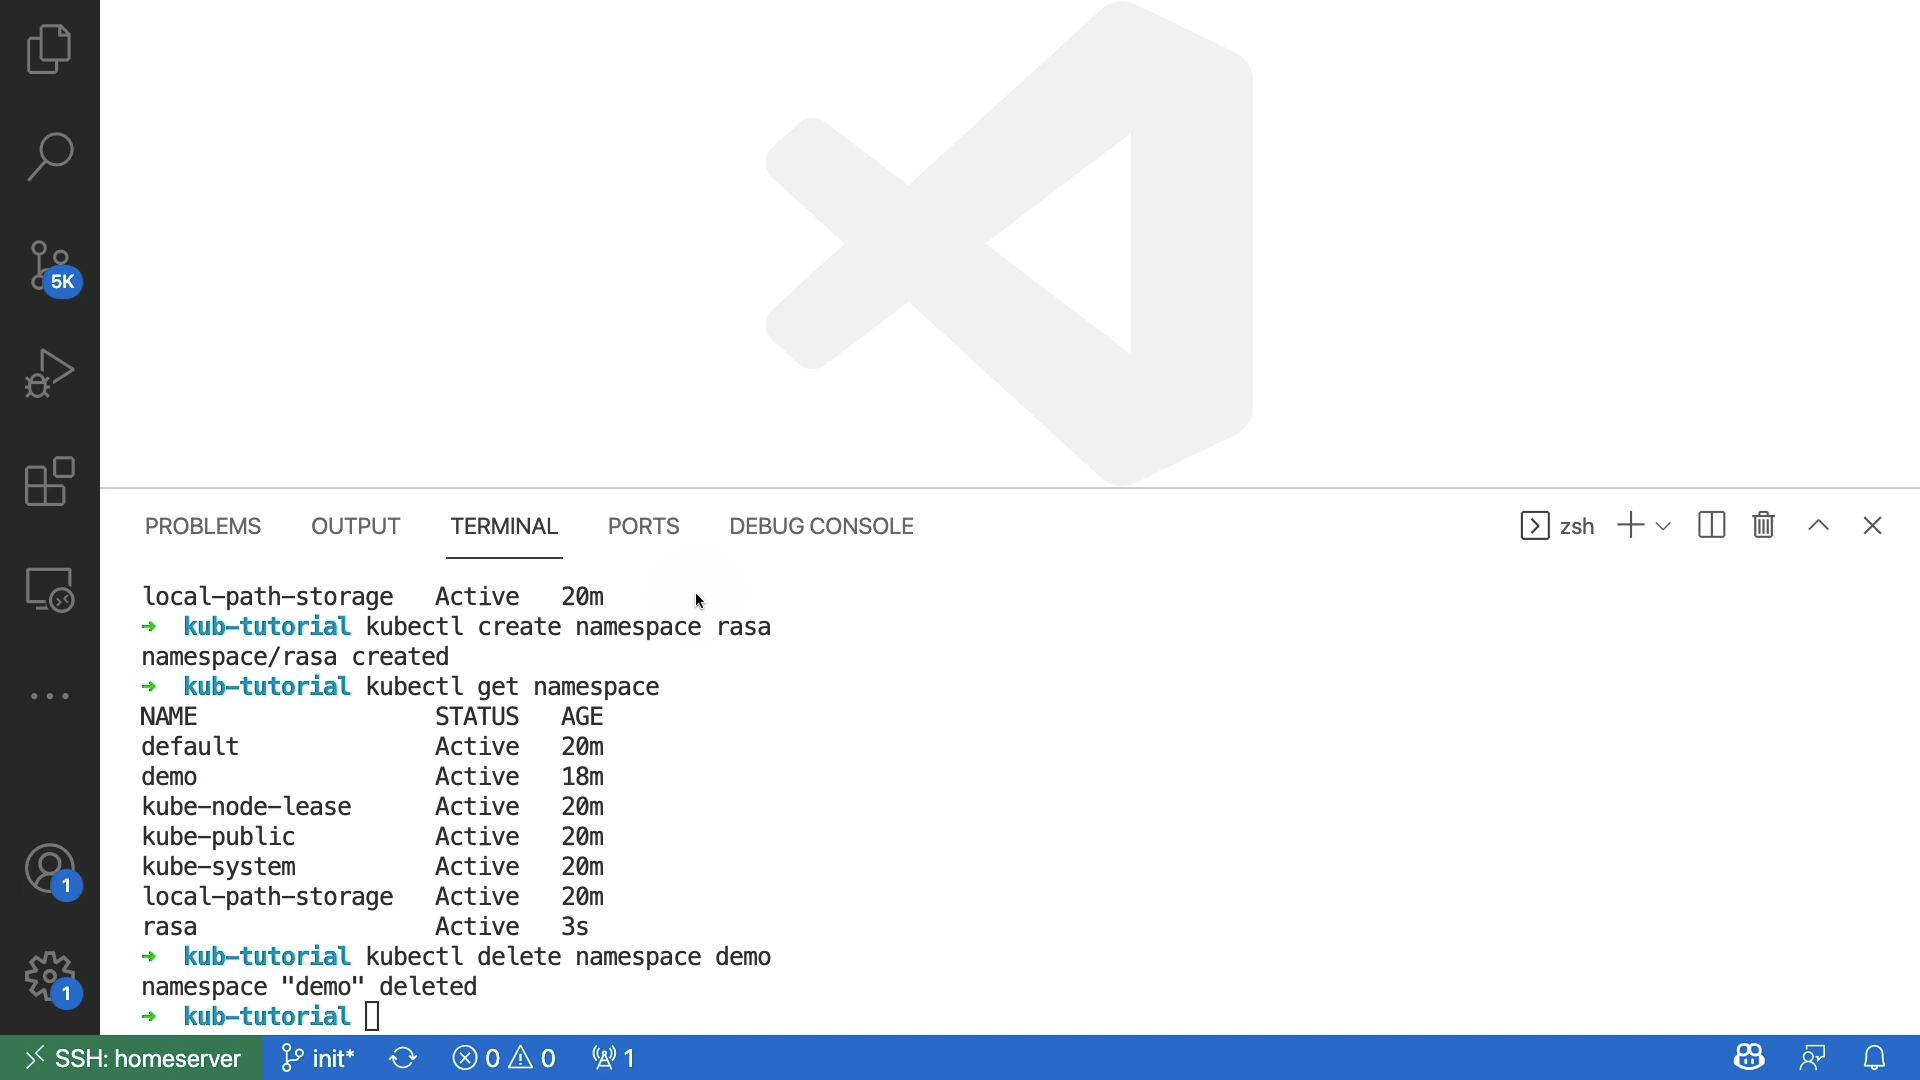 5K
PROBLEMS OUTPUT TERMINAL PORTS DEBUG CONSOLE zsh
local-path-storage Active 20m
➜ kub-tutorial kubectl create namespace rasa
namespace/rasa created
➜ kub-tutorial kubectl get namespace
NAME STATUS AGE
default Active 20m
demo Active 18m
kube-node-lease Active 20m
kube-public Active 20m
kube-system Active 20m
local-path-storage Active 20m
rasa Active 3s
➜ kub-tutorial kubectl delete namespace demo
namespace "demo" deleted
➜ kub-tutorial
1
1
SSH: homeserver init* 0 0 1